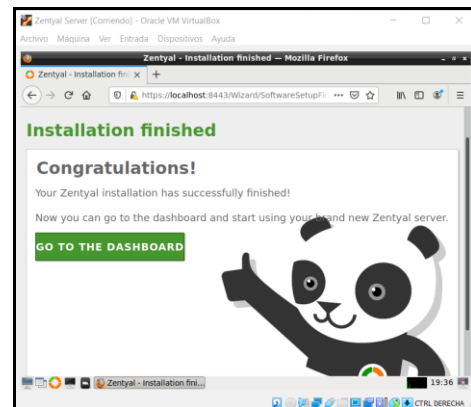 Zentyal Server [Corriendo] - Oracle VM VirtualBox
Archivo Máquina Ver Entrada Dispositivos Ayuda
Zentyal - Installation finished — Mozilla Firefox
Zentyal - Installation fini
https://localhost:8443/Wizard/SoftwareSetupFin
Installation finished
Congratulations!
Your Zentyal installation has successfully finished!
Now you can go to the dashboard and start using your brand new Zentyal server.
GO TO THE DASHBOARD
Zentyal - Installation fini...
19:36
CTRL DERECHA